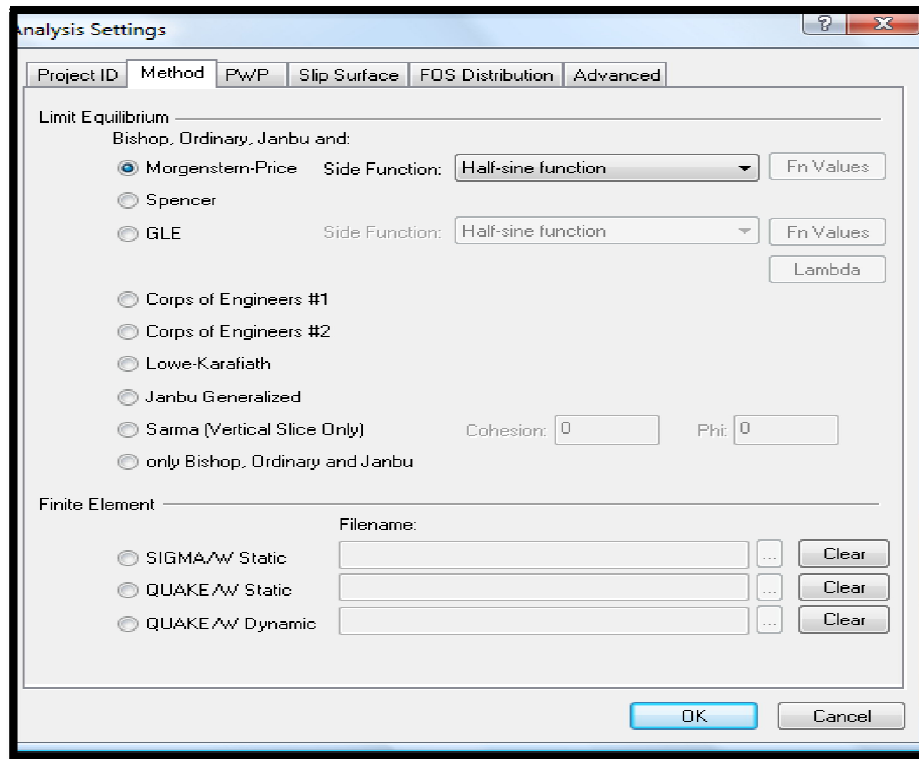 Analysis Settings
Project ID Method PWP Slip Surface FOS Distribution Advanced
Limit Equilibrium
Bishop, Ordinary, Janbu and:
Morgenstern-Price Side Function: Half-sine function Fn Values
Spencer
GLE Side Function: Half-sine function Fn Values
Lambda
Corps of Engineers #1
Corps of Engineers #2
Lowe-Karafiath
Janbu Generalized
Sarma (Vertical Slice Only) Cohesion: 0 Phi: 0
only Bishop, Ordinary and Janbu
Finite Element
Filename:
SIGMA/W Static ... Clear
QUAKE/W Static ... Clear
QUAKE/W Dynamic ... Clear
OK Cancel